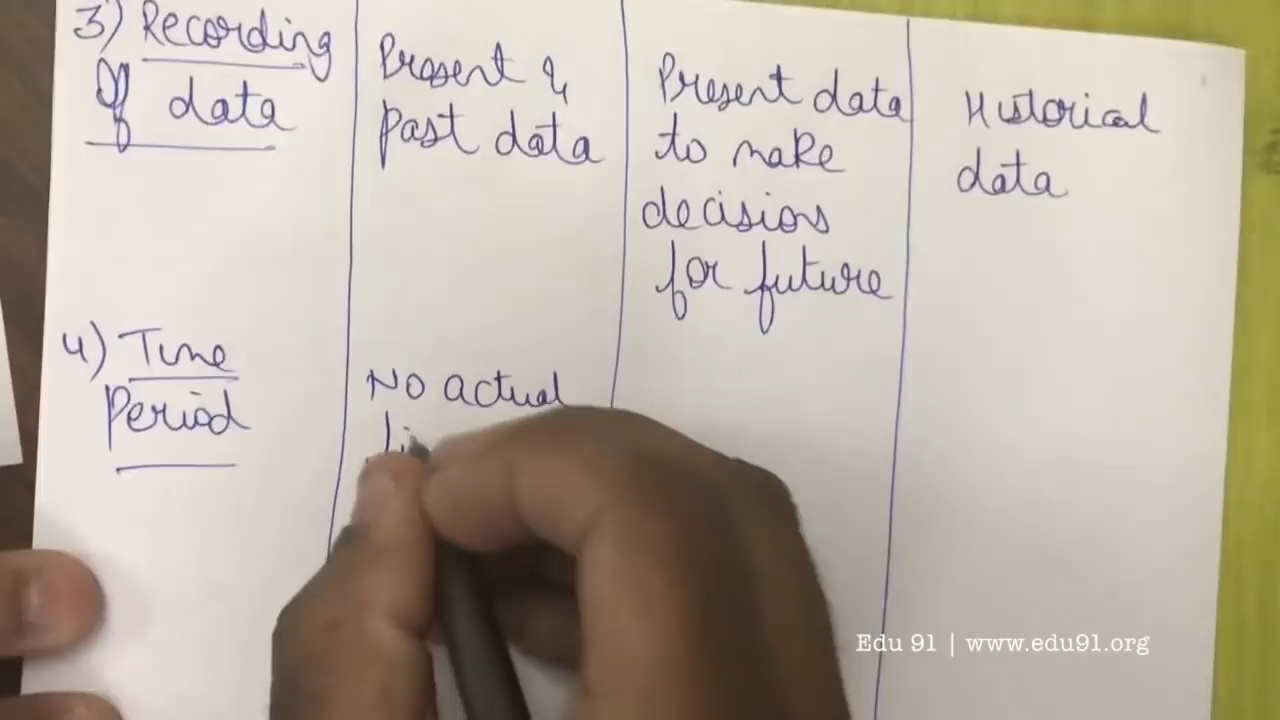 3) Recording
Of data
Present &
Past data
Present data
to make
decisions
for future
Historical
data
4) Time
Period
No actual
Edu 91 | www.edu91.org